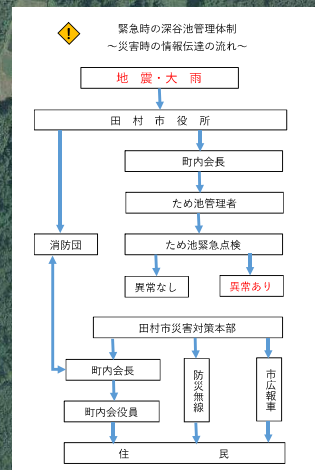 !
緊急時の深谷池管理体制
～災害時の情報伝達の流れ～
地　震・大　雨
田　村　市　役　所
町内会長
ため池管理者
消防団
ため池緊急点検
異常なし
異常あり
田村市災害対策本部
町内会長
防災無線
市広報車
町内会役員
住　民